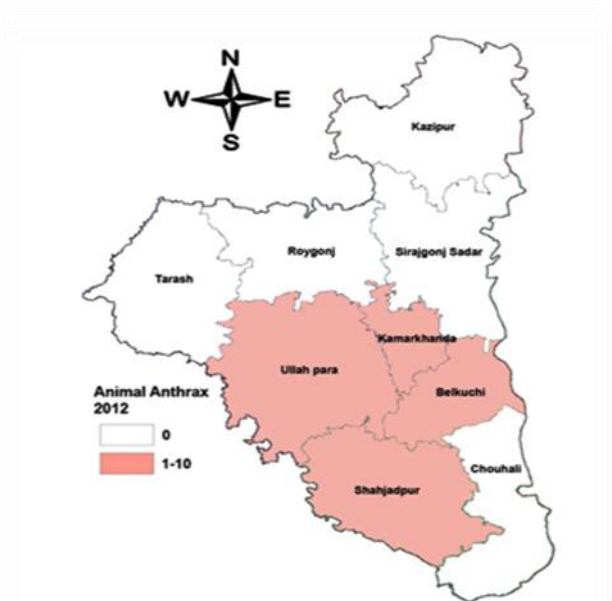 N
W E
S
Kazipur
Roygonj
Sirajgonj Sadar
Tarash
Kamarkhanda
Ullah para
Belkuchi
Animal Anthrax
2012
0
1-10
Chouhali
Shahjadpur